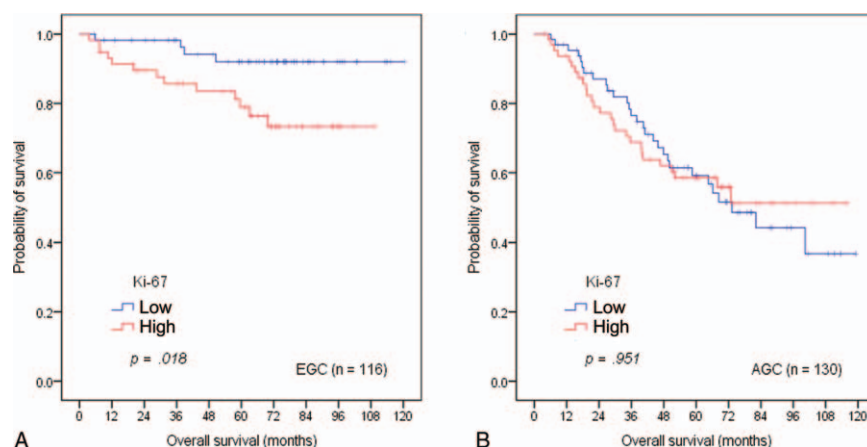 1.0
0.8
0.6
0.4
0.2
0.0
Probability of survival
Ki-67
Low
High
p = .018
EGC (n = 116)
0 12 24 36 48 60 72 84 96 108 120
A
Overall survival (months)
1.0
0.8
0.6
0.4
0.2
0.0
Probability of survival
Ki-67
Low
High
p = .951
AGC (n = 130)
0 12 24 36 48 60 72 84 96 108 120
B
Overall survival (months)